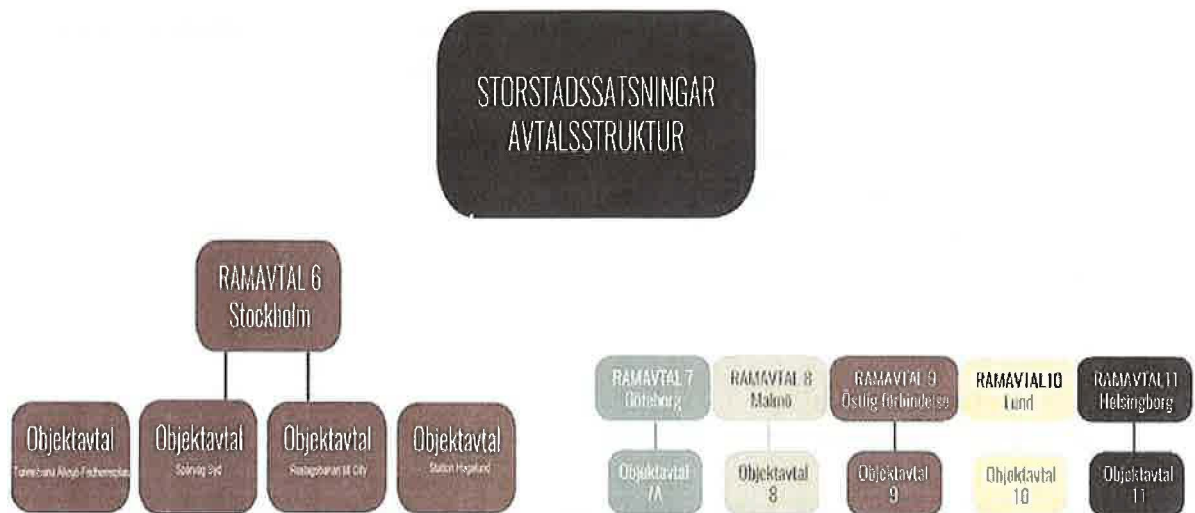 STORSTADSSATSNINGAR
AVTALSSTRUKTUR
RAMAVTAL 6
Stockholm
Objektavtal
Objektavtal
Spårväg Syd
Objektavtal
Roslagsbanan till City
Objektavtal
Station Hagalund
RAMAVTAL 7
Göteborg
RAMAVTAL 8
Malmö
RAMAVTAL 9
Östlig förbindelse
RAMAVTAL10
Lund
RAMAVTAL11
Helsingborg
Objektavtal
7A
Objektavtal
8
Objektavtal
9
Objektavtal
10
Objektavtal
11